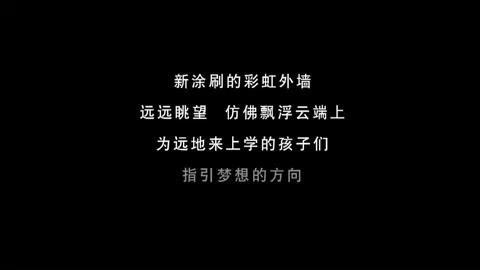 新涂刷的彩虹外墙
远远眺望 仿佛飘浮云端上
为远地来上学的孩子们
指引梦想的方向